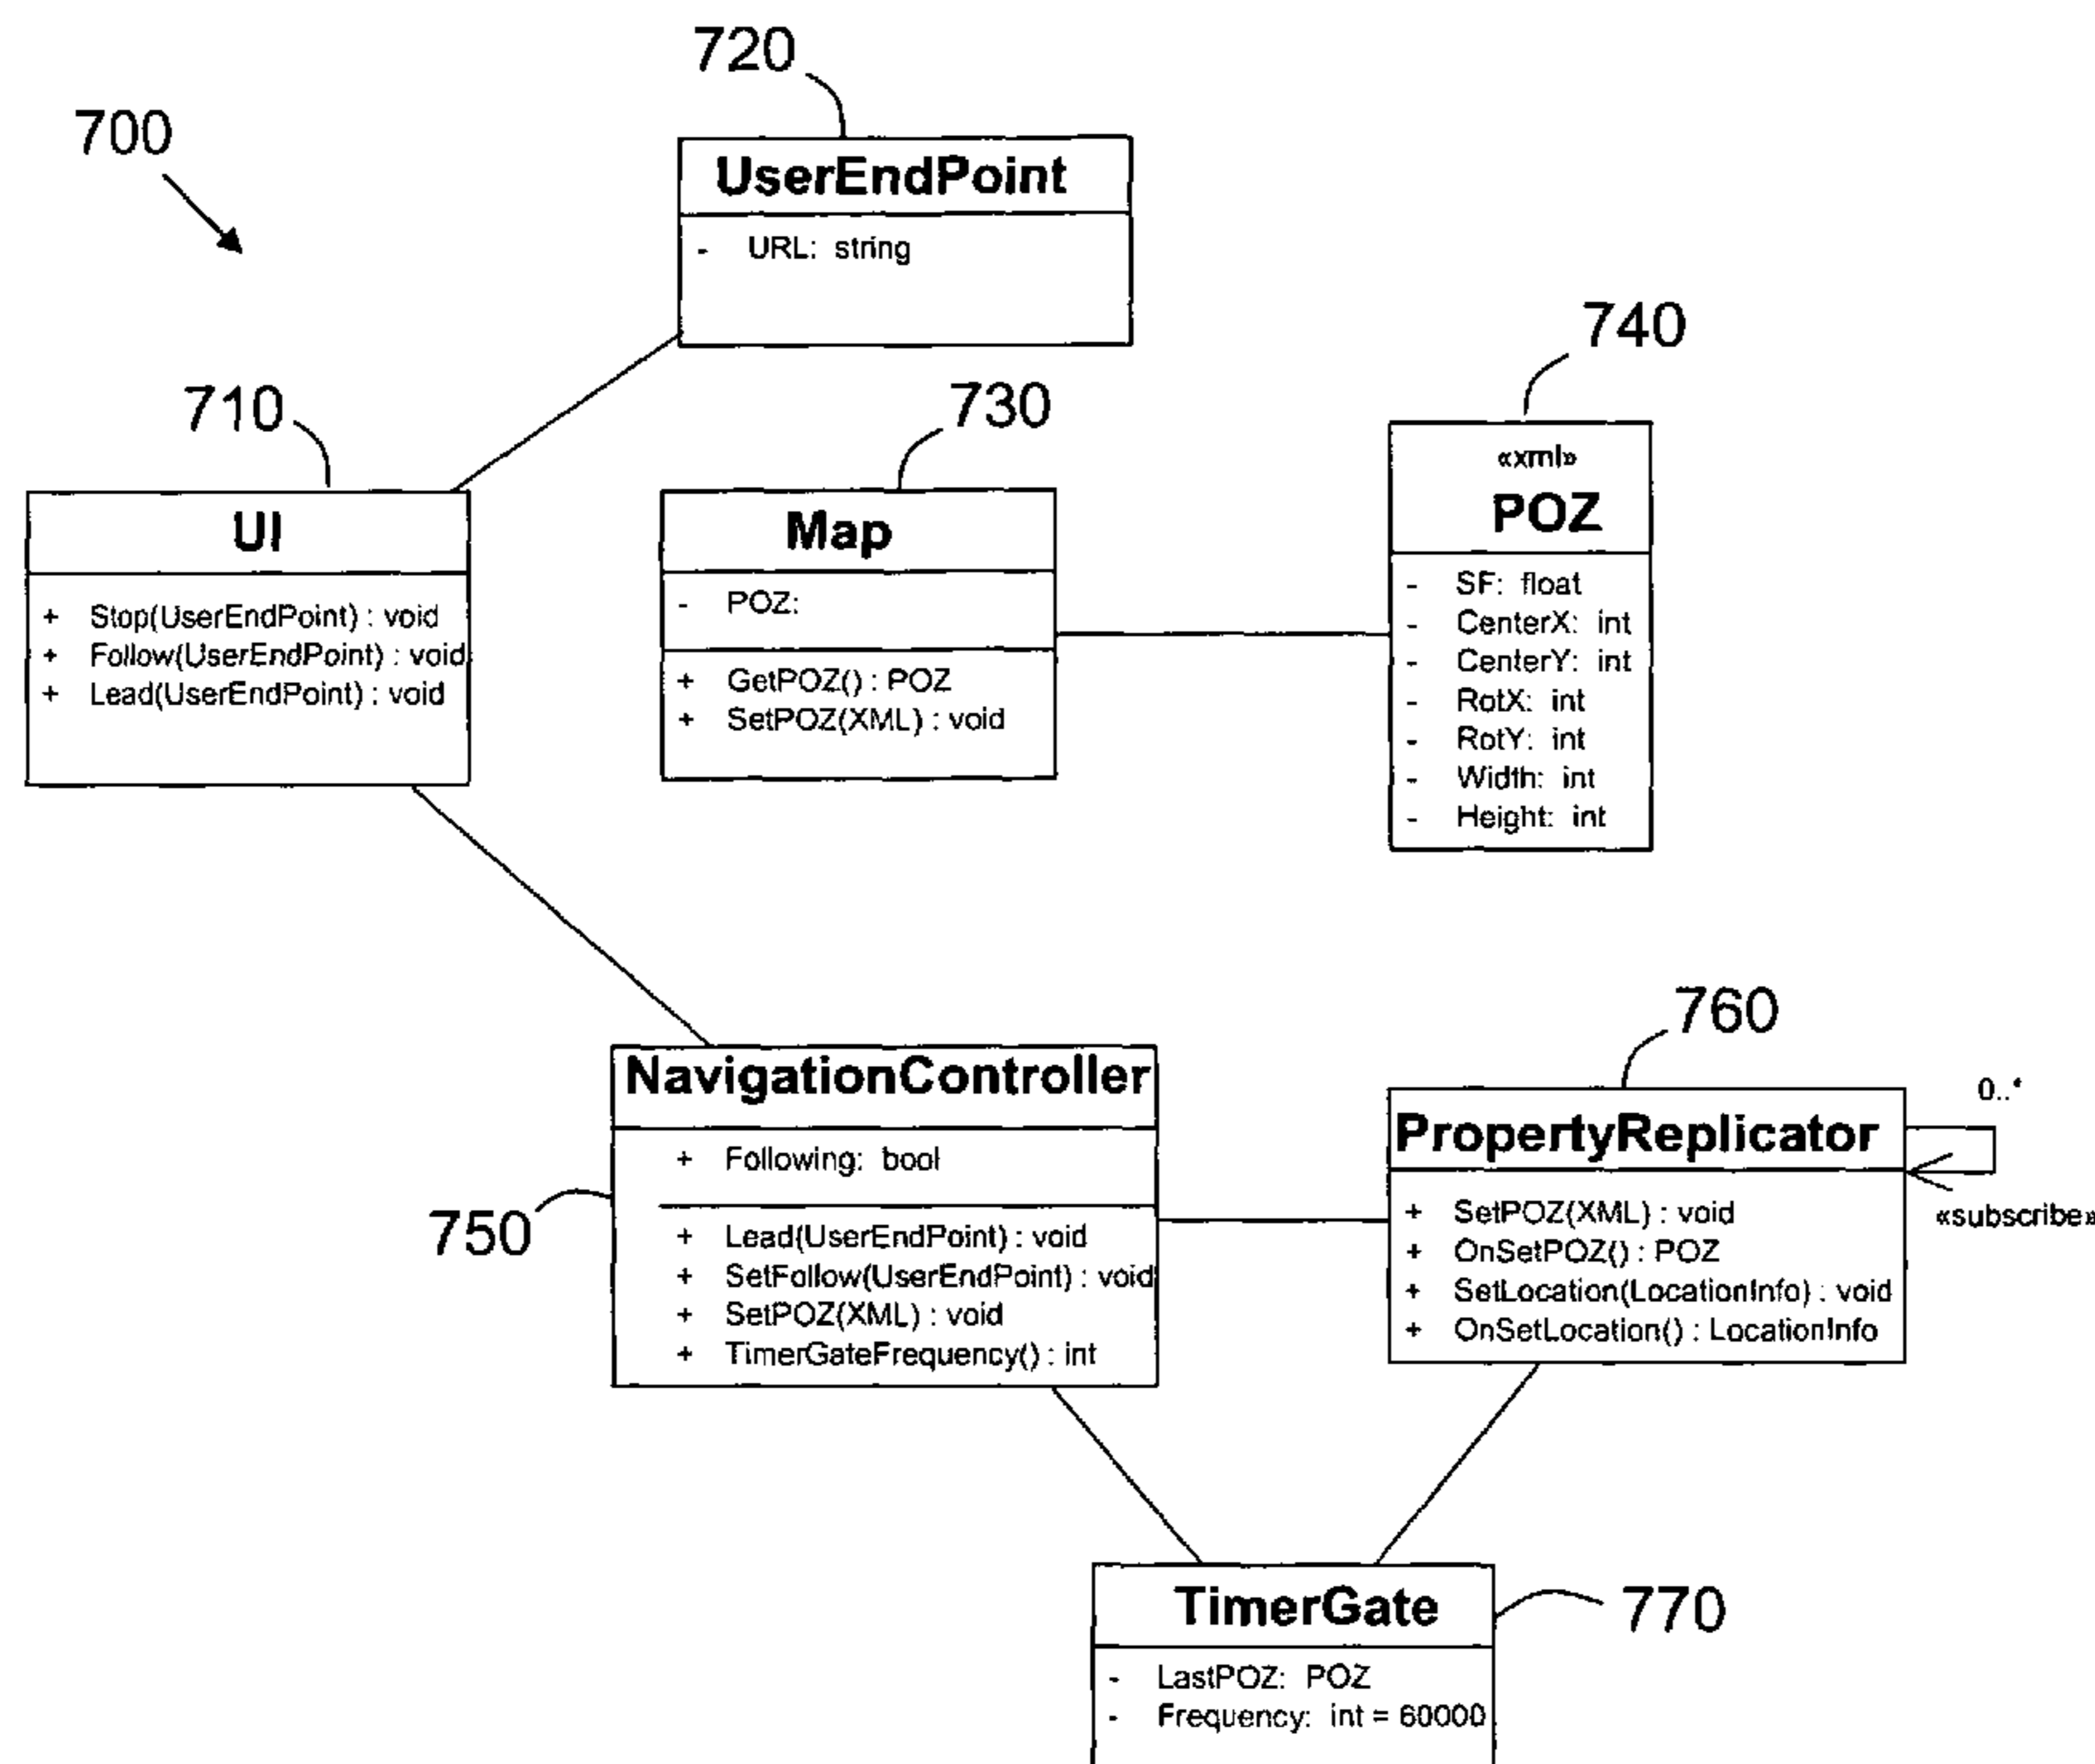 700
720
UserEndPoint
- URL: string
710
UI
+ Stop(UserEndPoint) : void
+ Follow(UserEndPoint) : void
+ Lead(UserEndPoint) : void
730
Map
- POZ:
+ GetPOZ() : POZ
+ SetPOZ(XML) : void
740
«xml»
POZ
- SF: float
- CenterX: int
- CenterY: int
- RotX: int
- RotY: int
- Width: int
- Height: int
750
NavigationController
+ Following: bool
+ Lead(UserEndPoint) : void
+ SetFollow(UserEndPoint) : void
+ SetPOZ(XML) : void
+ TimerGateFrequency() : int
760
PropertyReplicator
+ SetPOZ(XML) : void
+ OnSetPOZ() : POZ
+ SetLocation(LocationInfo) : void
+ OnSetLocation() : LocationInfo
0..*
«subscribe»
770
TimerGate
- LastPOZ: POZ
- Frequency: int = 60000